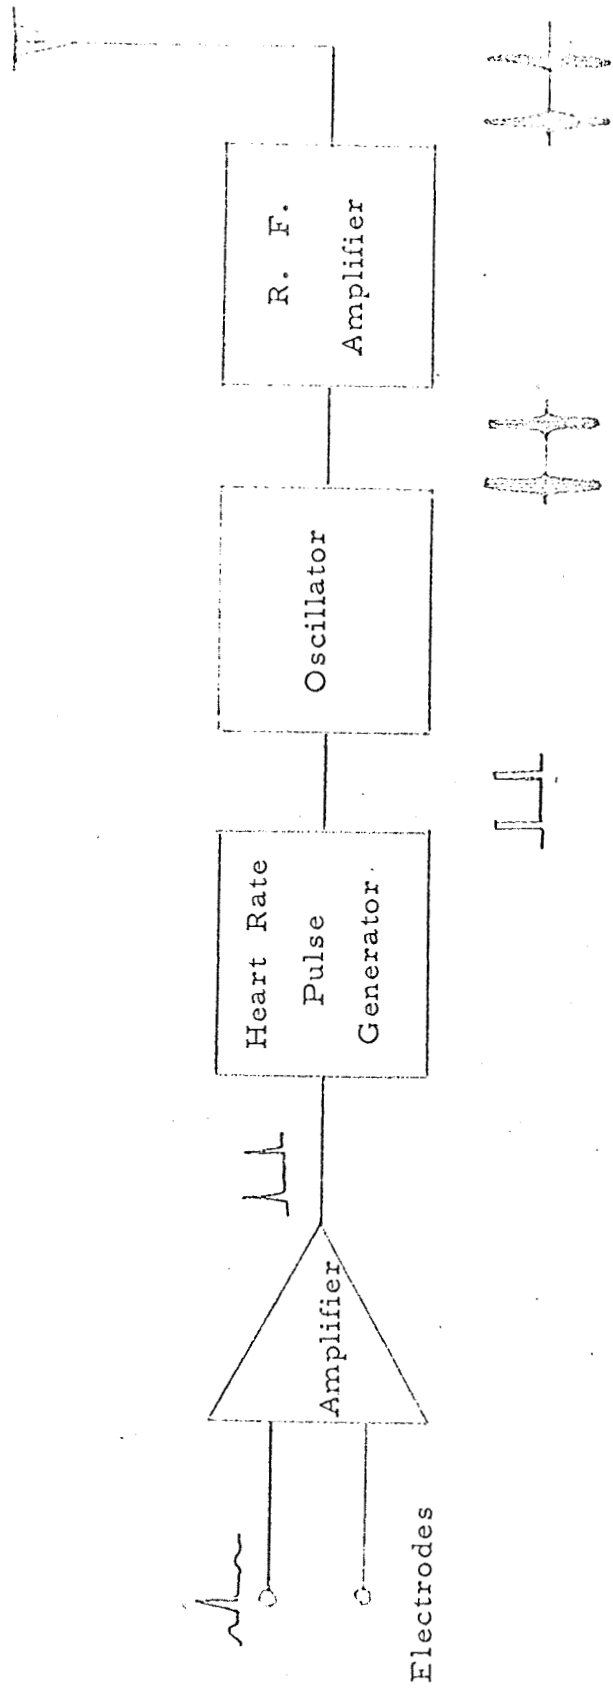 Electrodes
Amplifier
Heart Rate
Pulse
Generator
Oscillator
R. F.
Amplifier